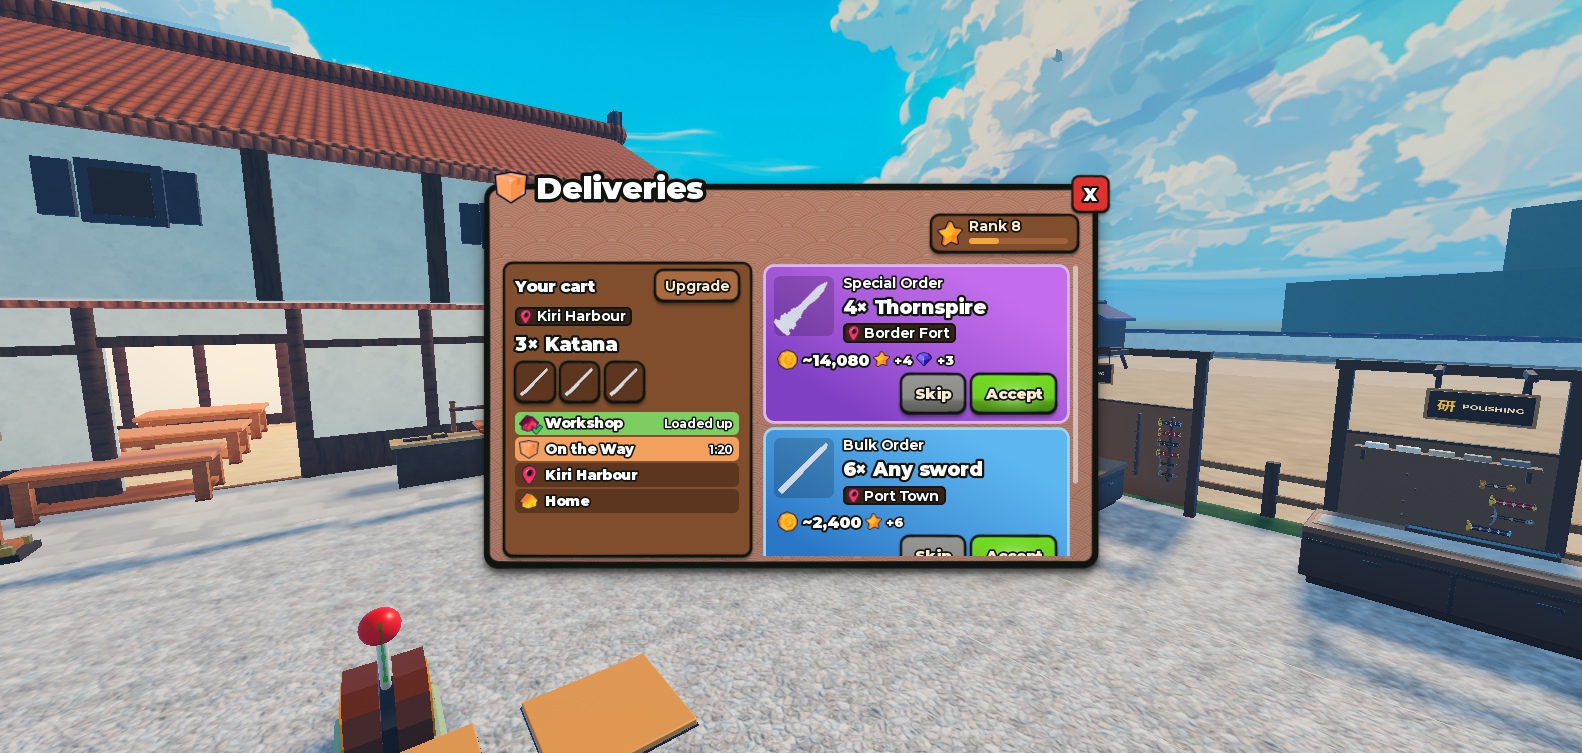 Deliveries
X
Rank 8
Your cart
Upgrade
Kiri Harbour
3× Katana
Workshop Loaded up
On the Way 1:20
Kiri Harbour
Home
Special Order
4× Thornspire
Border Fort
~14,080 +4 +3
Skip Accept
Bulk Order
6× Any sword
Port Town
~2,400 +6
Skip Accept
研 POLISHING